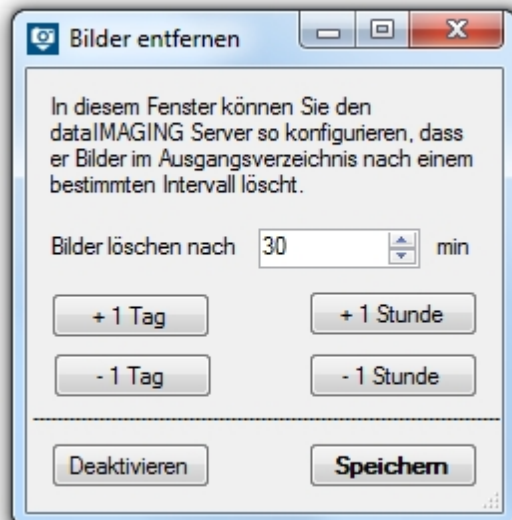 Bilder entfernen
In diesem Fenster können Sie den
dataIMAGING Server so konfigurieren, dass
er Bilder im Ausgangsverzeichnis nach einem
bestimmten Intervall löscht.
Bilder löschen nach 30 min
+ 1 Tag + 1 Stunde
- 1 Tag - 1 Stunde
Deaktivieren Speichern